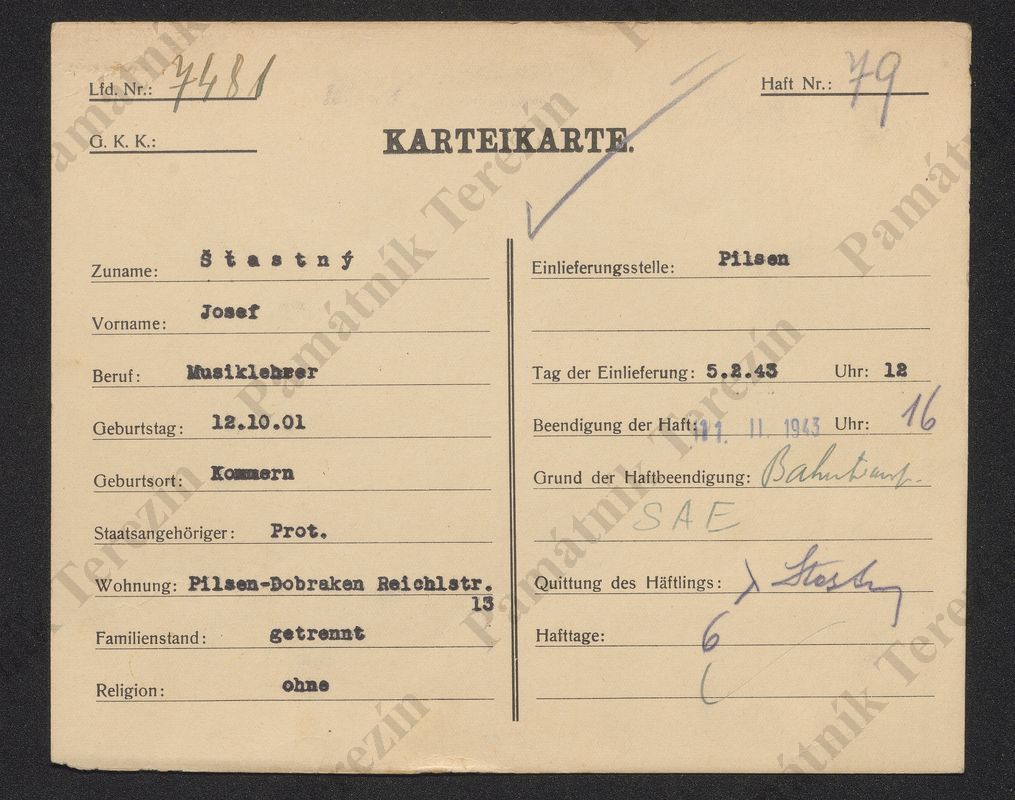 Lfd. Nr.: 7481
Haft Nr.: 79
G. K. K.:
KARTEIKARTE.
Zuname: Šťastný
Vorname: Josef
Beruf: Musiklehrer
Geburtstag: 12.10.01
Geburtsort: Kommern
Staatsangehöriger: Prot.
Wohnung: Pilsen-Dobraken Reichlstr.
13
Familienstand: getrennt
Religion: ohne
Einlieferungsstelle: Pilsen
Tag der Einlieferung: 5.2.43 Uhr: 12
Beendigung der Haft: 11. II. 1943 Uhr: 16
Grund der Haftbeendigung: Bahntransp.
SAE
Quittung des Häftlings: Stastny
Hafttage: 6
Památník Terezín